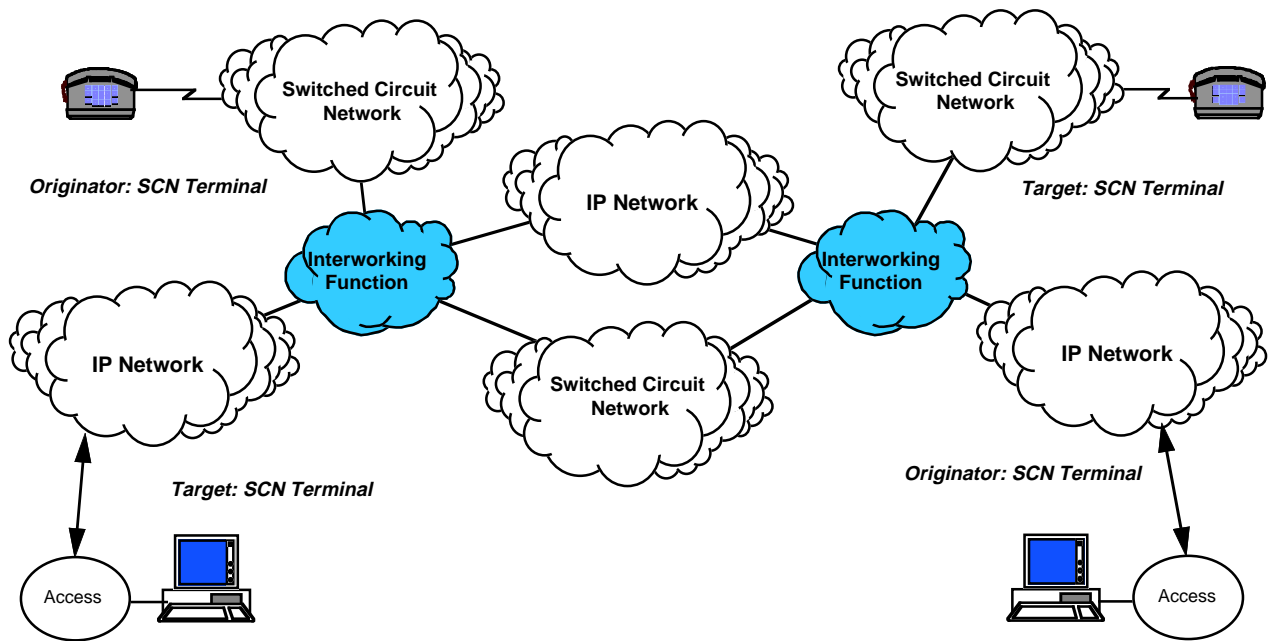 Switched Circuit
Network
Switched Circuit
Network
Originator: SCN Terminal
Target: SCN Terminal
IP Network
Interworking
Function
Interworking
Function
IP Network
IP Network
Switched Circuit
Network
Target: SCN Terminal
Originator: SCN Terminal
Access
Access